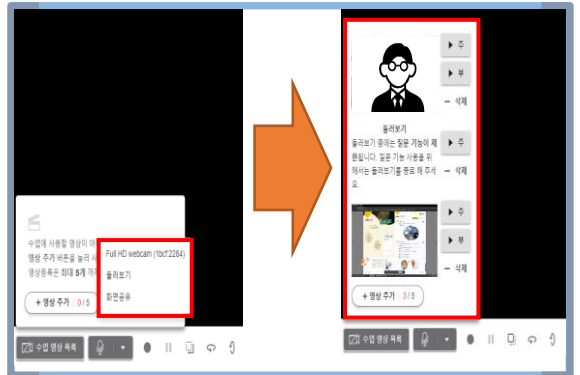 수업에 사용할 영상이 아
영상 추가 버튼을 눌러 사
영상등록은 최대 5개 까지
+ 영상 추가 0 / 5
Full HD webcam (1bcf:2284)
둘러보기
화면공유
수업 영상 목록
▶ 주
▶ 부
− 삭제
둘러보기
둘러보기 중에는 질문 기능이 제
한됩니다. 질문 기능 사용을 위
해서는 둘러보기를 종료 해 주세
요.
▶ 주
− 삭제
▶ 주
▶ 부
− 삭제
+ 영상 추가 3 / 5
수업 영상 목록